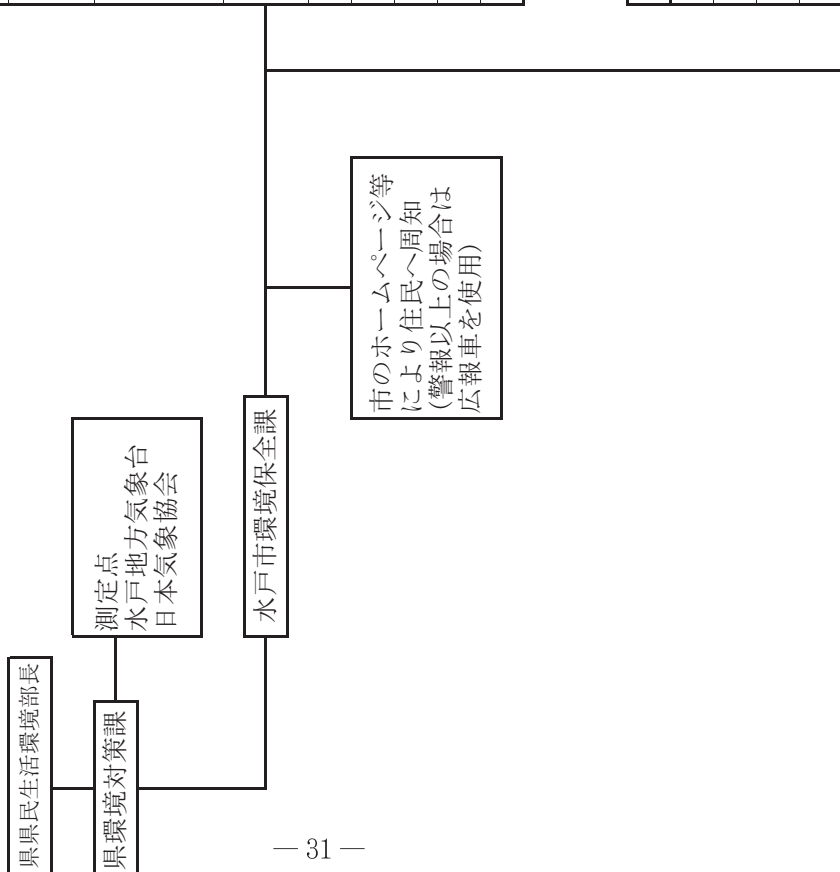 県県民生活環境部長
県環境対策課
測定点
水戸地方気象台
日本気象協会
水戸市環境保全課
市のホームページ等
により住民へ周知
(警報以上の場合は
広報車を使用)
― 31 ―